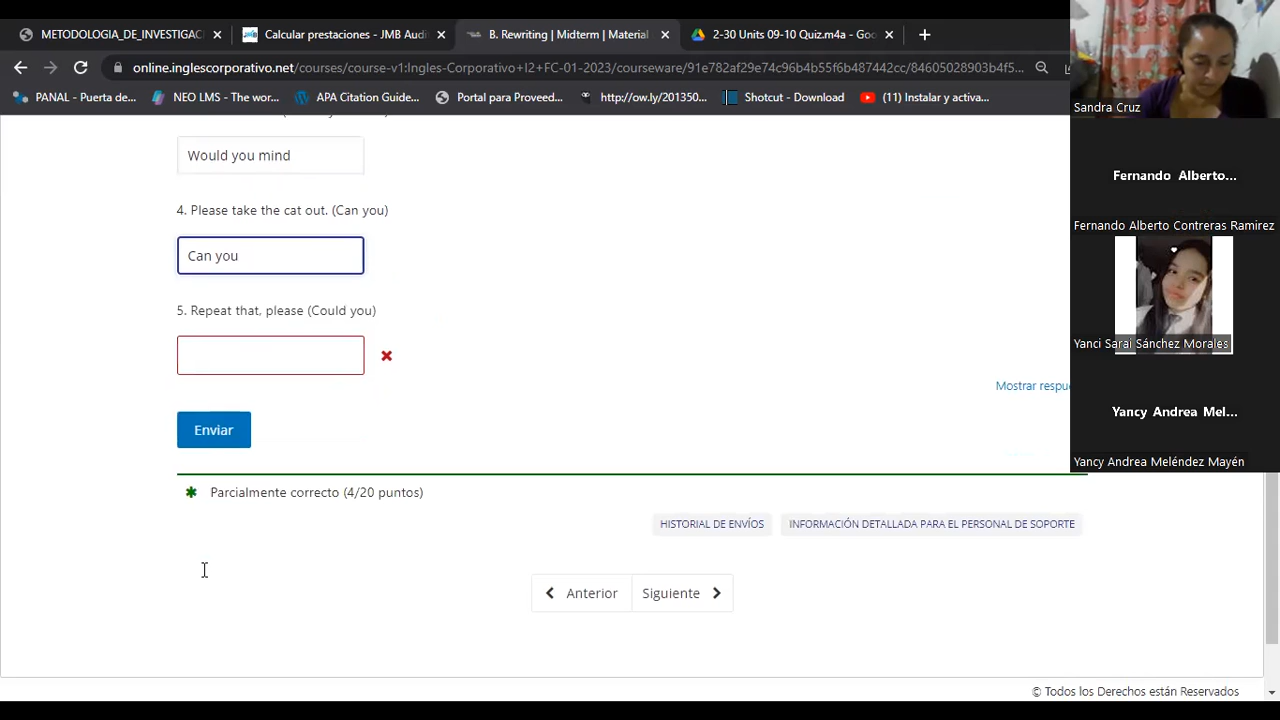 METODOLOGIA_DE_INVESTIGAC
Calcular prestaciones - JMB Audi
B. Rewriting | Midterm | Material
2-30 Units 09-10 Quiz.m4a - Goo
online.inglescorporativo.net/courses/course-v1:Ingles-Corporativo+I2+FC-01-2023/courseware/91e782af29e74c96b4b55f6b487442cc/84605028903b4f5...
PANAL - Puerta de...
NEO LMS - The wor...
APA Citation Guide...
Portal para Proveed...
http://ow.ly/201350...
Shotcut - Download
(11) Instalar y activa...
Would you mind
4. Please take the cat out. (Can you)
Can you
5. Repeat that, please (Could you)
Mostrar respu
Enviar
Parcialmente correcto (4/20 puntos)
HISTORIAL DE ENVÍOS
INFORMACIÓN DETALLADA PARA EL PERSONAL DE SOPORTE
Anterior
Siguiente
© Todos los Derechos están Reservados
Sandra Cruz
Fernando Alberto...
Fernando Alberto Contreras Ramirez
Yanci Sarai Sánchez Morales
Yancy Andrea Mel...
Yancy Andrea Meléndez Mayén